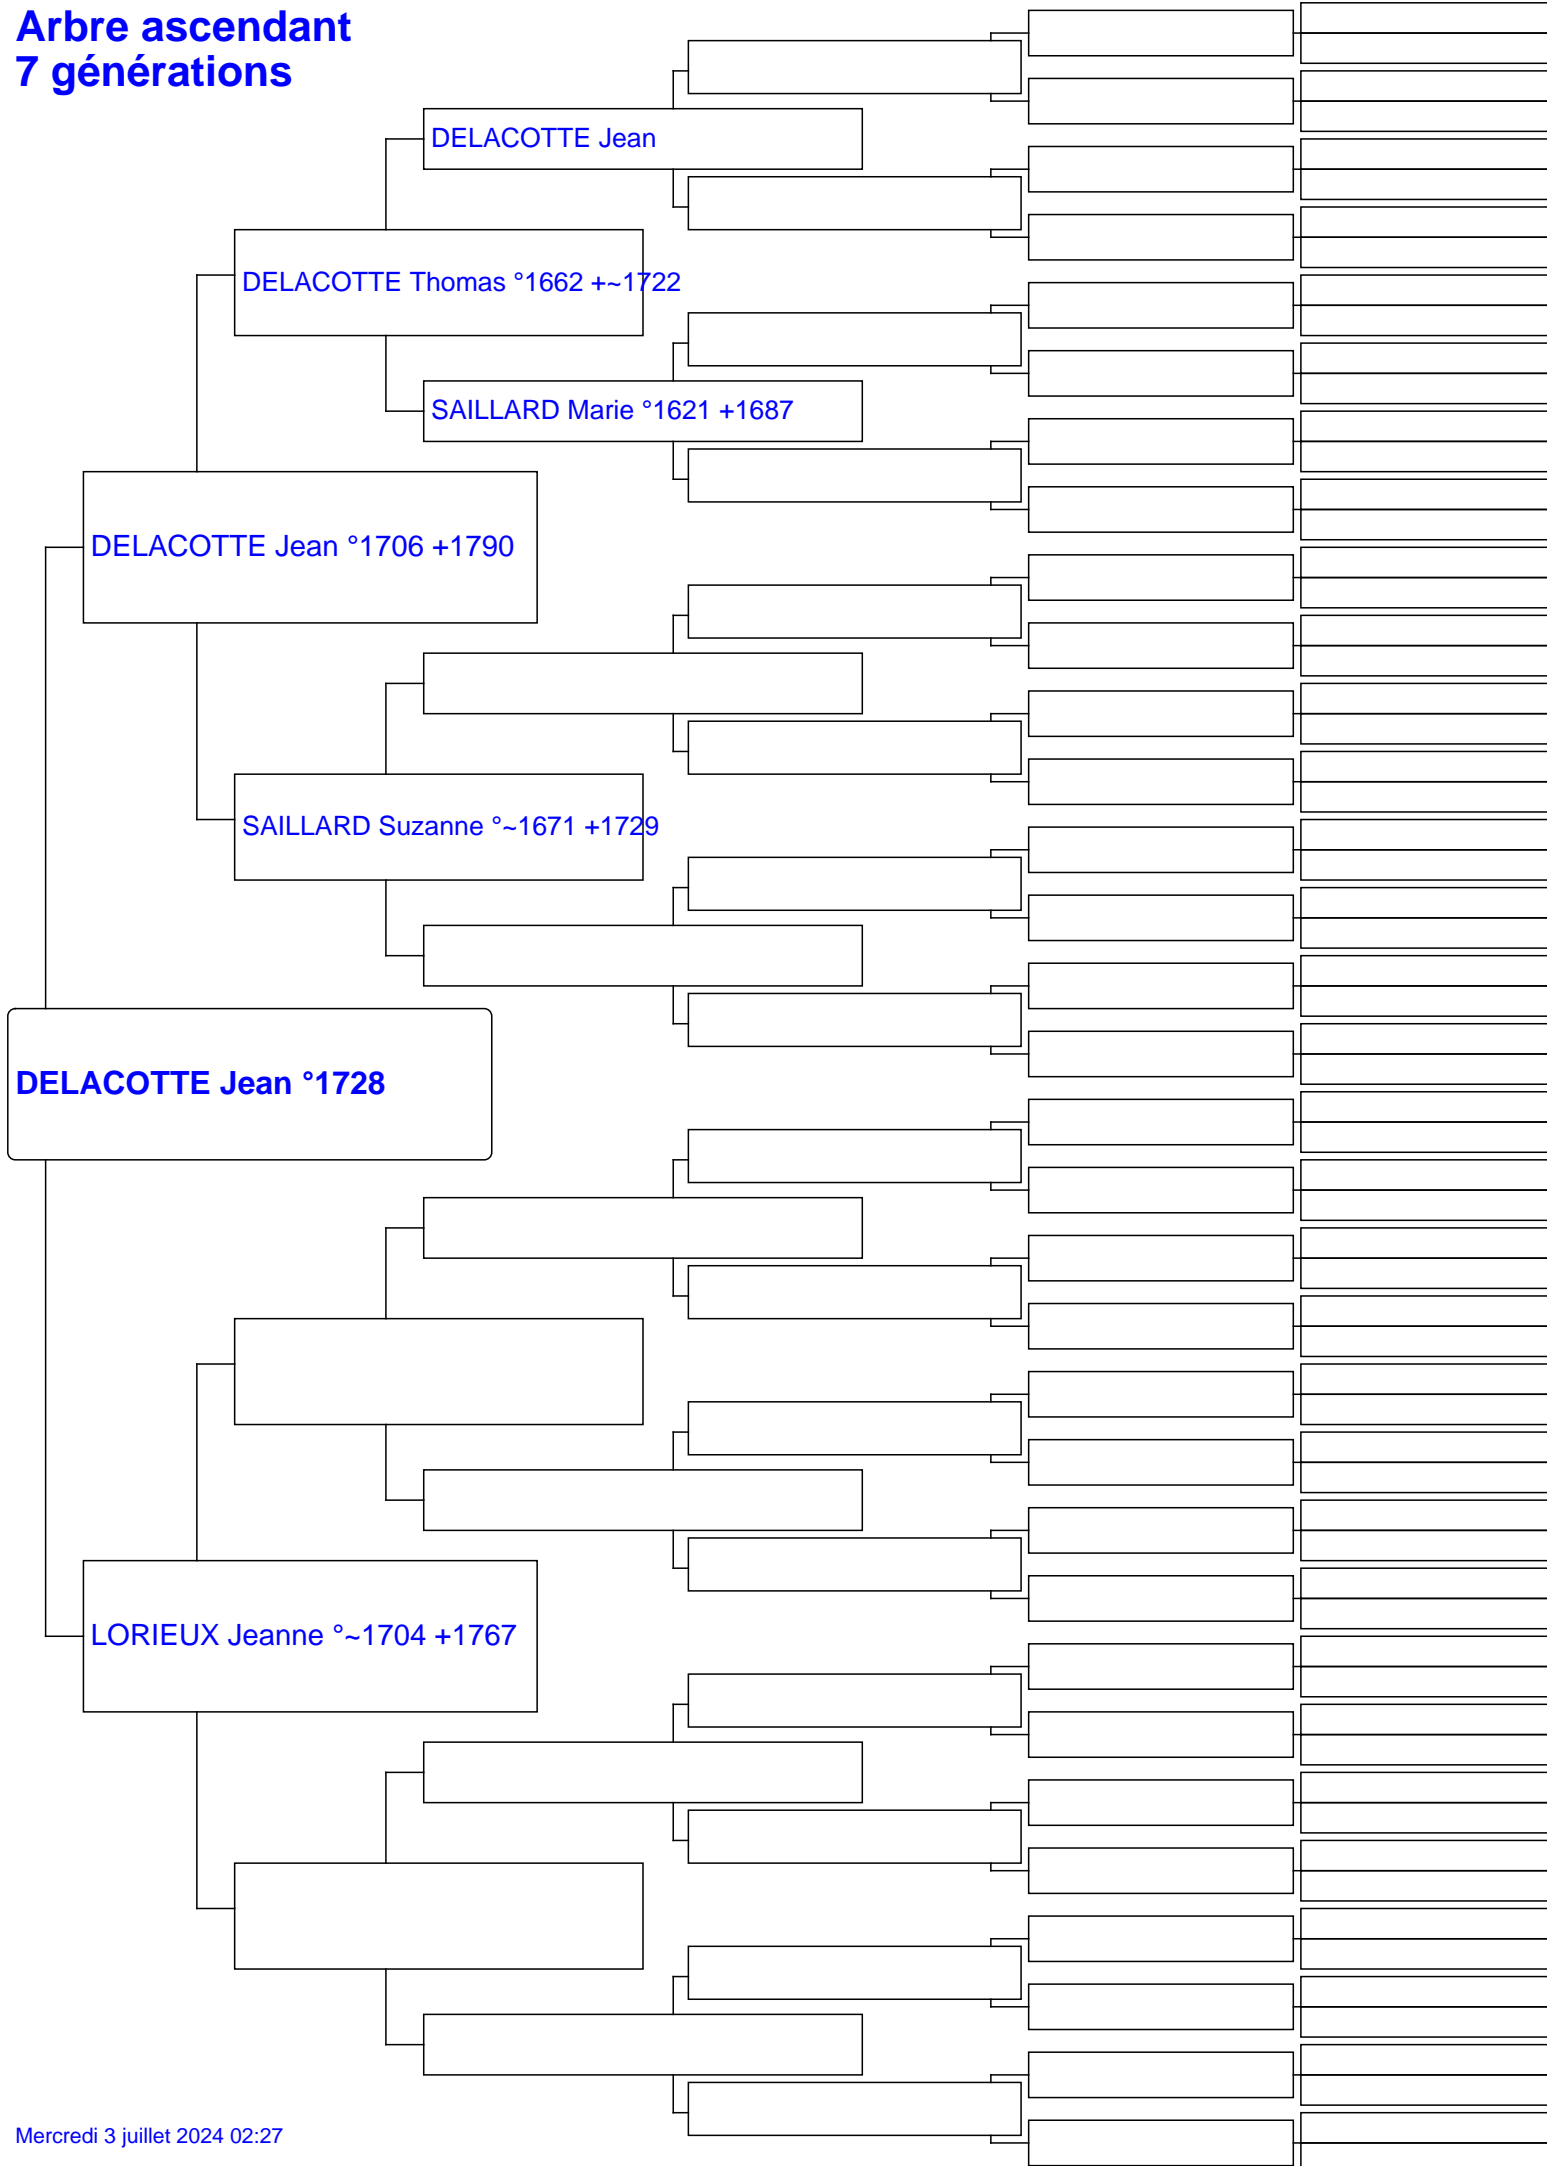 Arbre ascendant
7 générations
DELACOTTE Jean
DELACOTTE Thomas °1662 +~1722
SAILLARD Marie °1621 +1687
DELACOTTE Jean °1706 +1790
SAILLARD Suzanne °~1671 +1729
DELACOTTE Jean °1728
LORIEUX Jeanne °~1704 +1767
Mercredi 3 juillet 2024 02:27